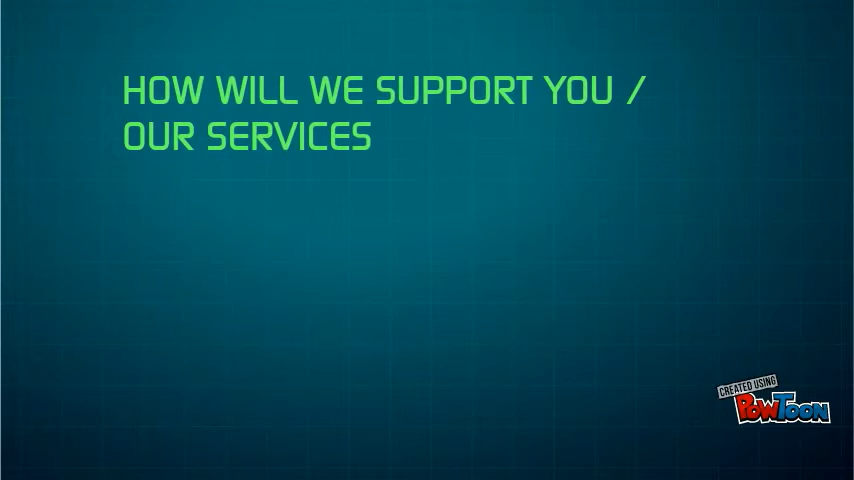 HOW WILL WE SUPPORT YOU /
OUR SERVICES
CREATED USING
POWTOON